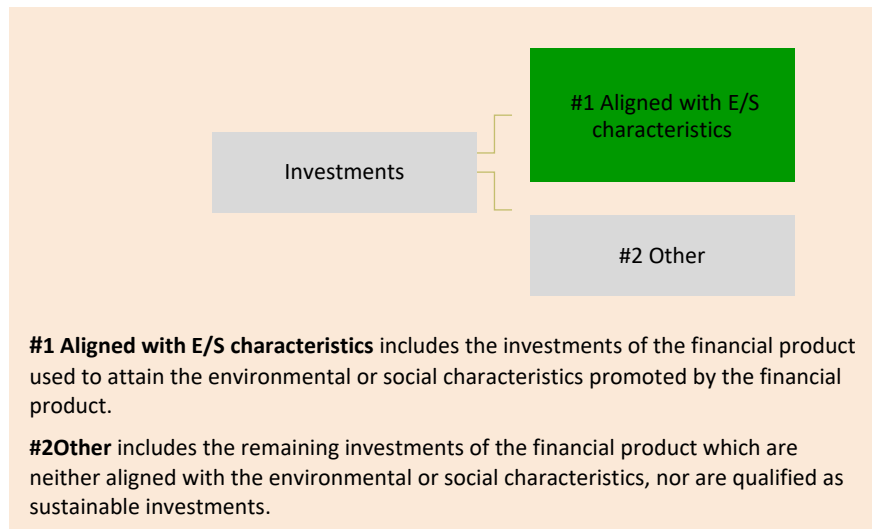 #1 Aligned with E/S
characteristics
Investments
#2 Other
#1 Aligned with E/S characteristics includes the investments of the financial product
used to attain the environmental or social characteristics promoted by the financial
product.
#2Other includes the remaining investments of the financial product which are
neither aligned with the environmental or social characteristics, nor are qualified as
sustainable investments.